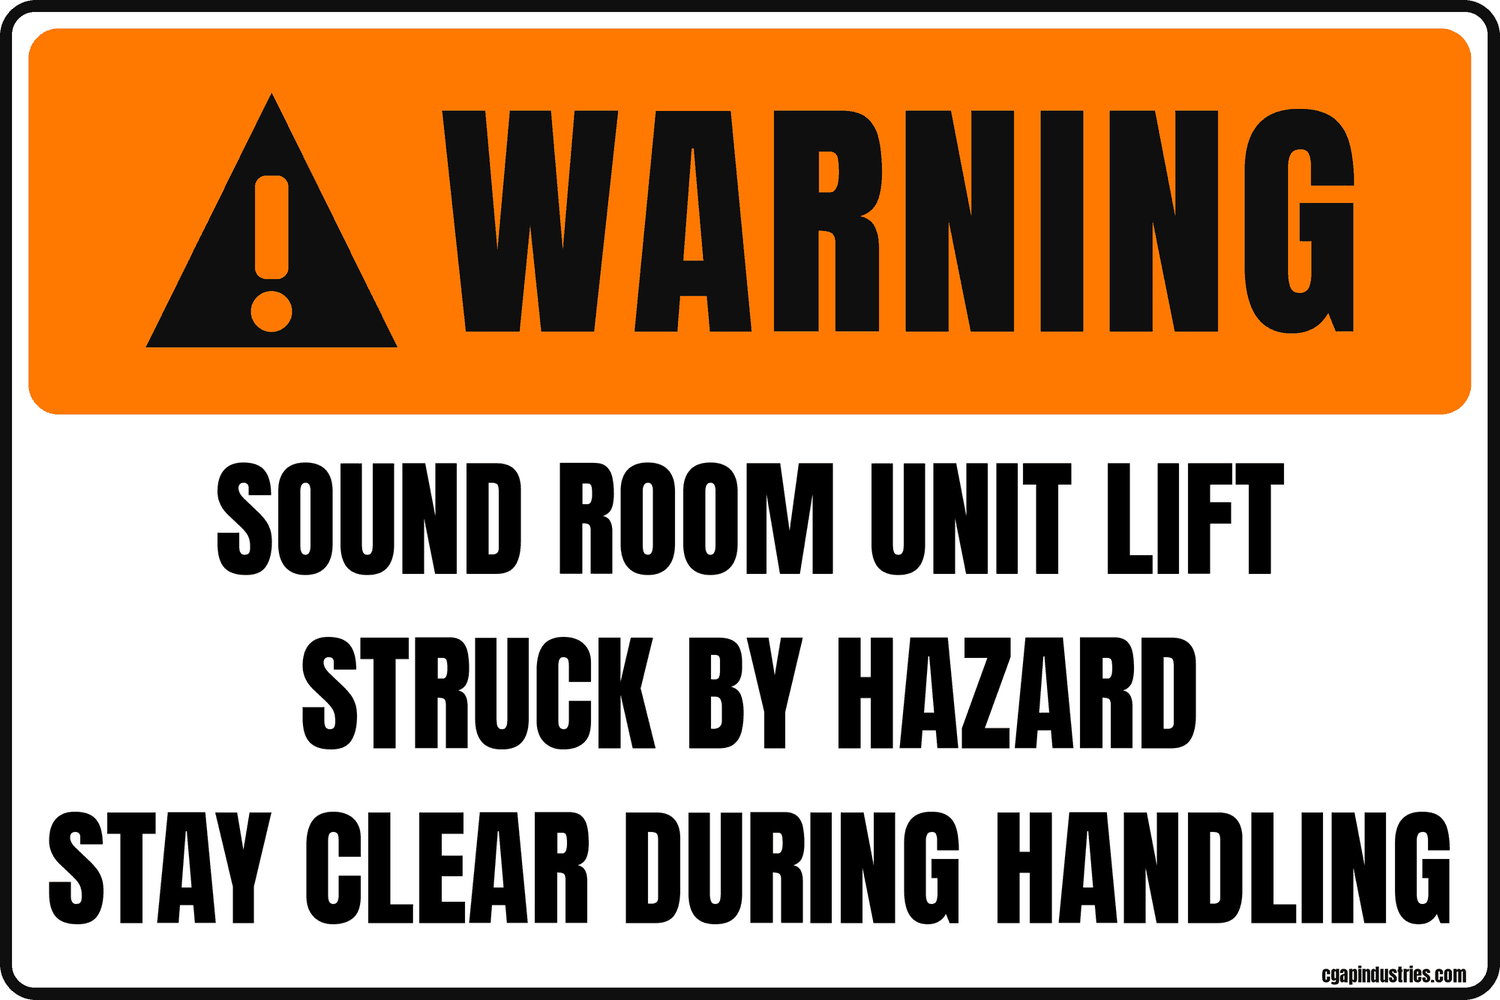 WARNING
SOUND ROOM UNIT LIFT
STRUCK BY HAZARD
STAY CLEAR DURING HANDLING
cgapindustries.com